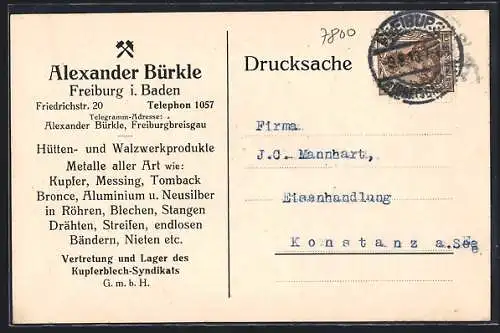 7800
Alexander Bürkle
Freiburg i. Baden
Friedrichstr. 20 Telephon 1057
Telegramm-Adresse:
Alexander Bürkle, Freiburgbreisgau
Hütten- und Walzwerkprodukte
Metalle aller Art wie:
Kupfer, Messing, Tomback
Bronce, Aluminium u. Neusilber
in Röhren, Blechen, Stangen
Drähten, Streifen, endlosen
Bändern, Nieten etc.
Vertretung und Lager des
Kupferblech-Syndikats
G. m. b. H.
Drucksache
FREIBURG
Firma
J.C. Mannhart,
Eisenhandlung
Konstanz a.See